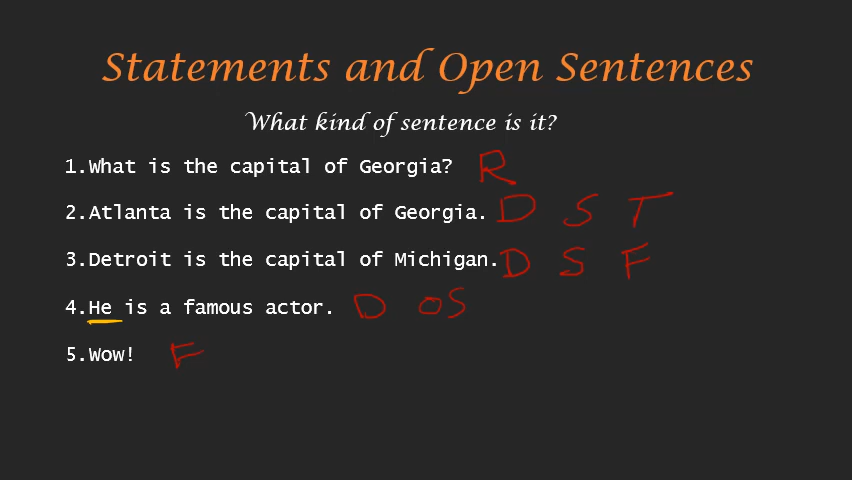 Statements and Open Sentences
What kind of sentence is it?
1.What is the capital of Georgia? R
2.Atlanta is the capital of Georgia. D S T
3.Detroit is the capital of Michigan. D S F
4.He is a famous actor. D OS
5.Wow! F